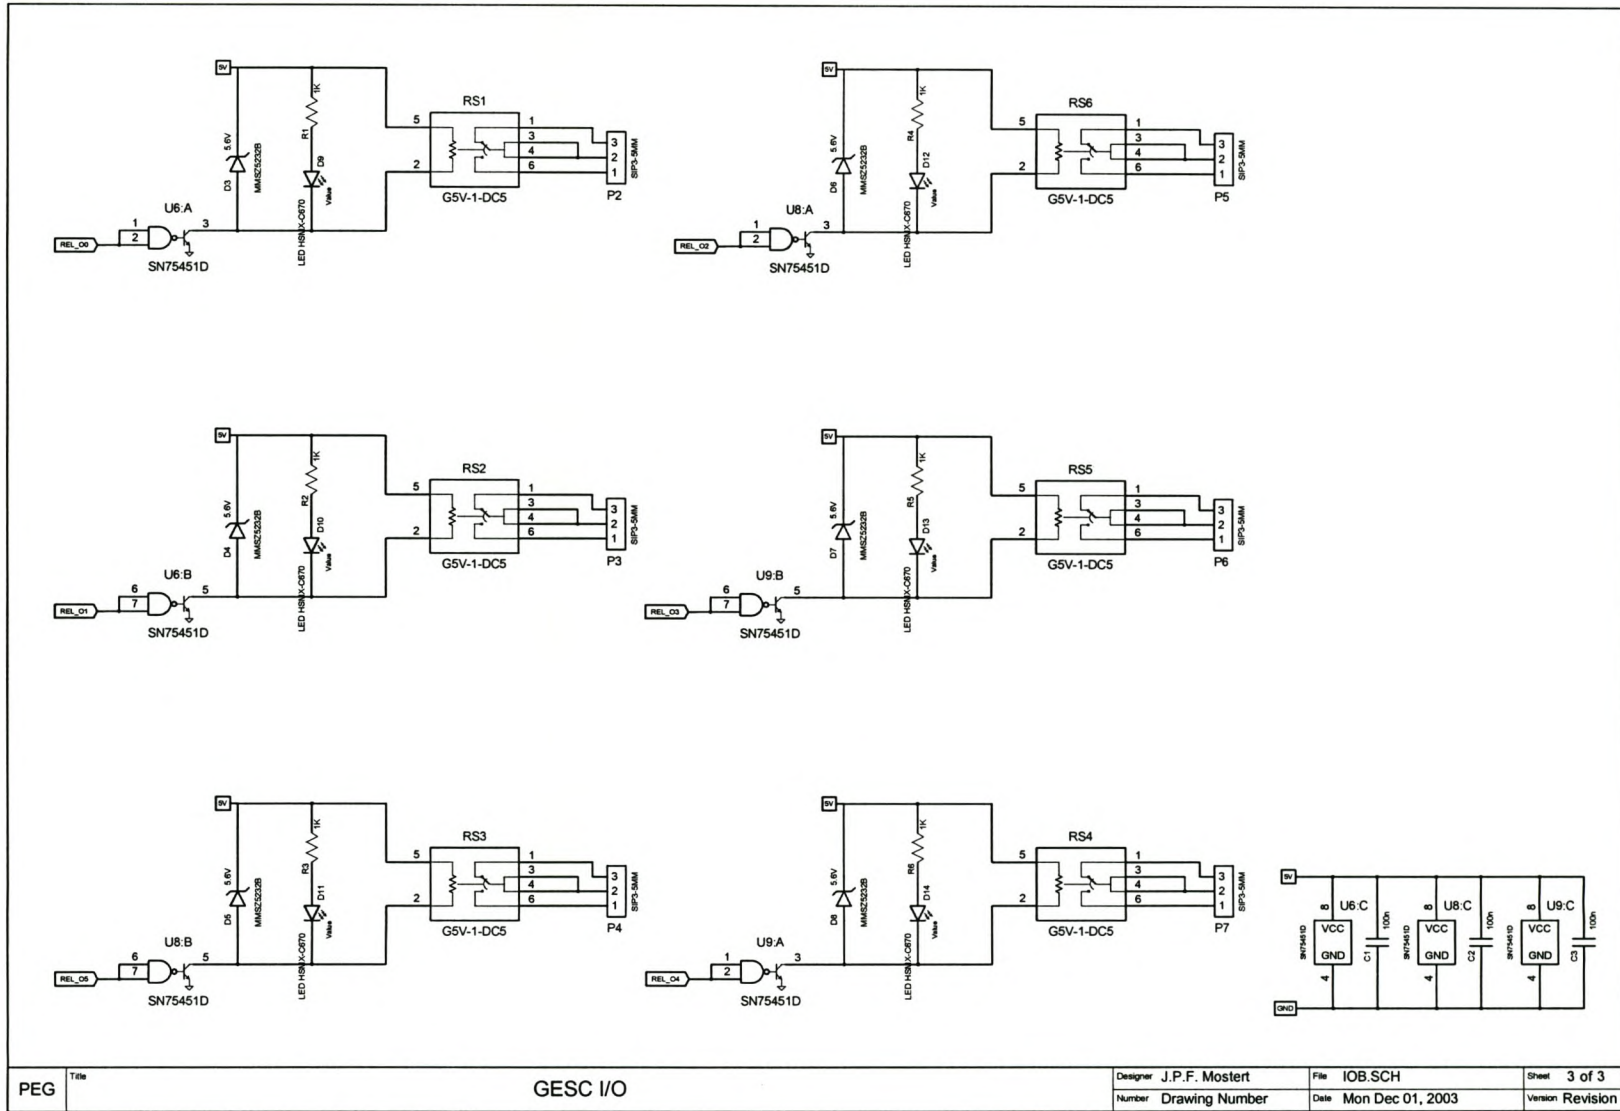 5V
1K
R1
5.6V
MMSZ5232B
D3
D9
Value
LED HSMX-C670
RS1
5
2
1
3
4
6
G5V-1-DC5
3
2
1
SIP3-5MM
P2
U6:A
1
2
3
REL_O0
SN75451D
5V
1K
R4
5.6V
MMSZ5232B
D6
D12
Value
LED HSMX-C670
RS6
5
2
1
3
4
6
G5V-1-DC5
3
2
1
SIP3-5MM
P5
U8:A
1
2
3
REL_O2
SN75451D
5V
1K
R2
5.6V
MMSZ5232B
D4
D10
Value
LED HSMX-C670
RS2
5
2
1
3
4
6
G5V-1-DC5
3
2
1
SIP3-5MM
P3
U6:B
6
7
5
REL_O1
SN75451D
5V
1K
R5
5.6V
MMSZ5232B
D7
D13
Value
LED HSMX-C670
RS5
5
2
1
3
4
6
G5V-1-DC5
3
2
1
SIP3-5MM
P6
U9:B
6
7
5
REL_O3
SN75451D
5V
1K
R3
5.6V
MMSZ5232B
D5
D11
Value
LED HSMX-C670
RS3
5
2
1
3
4
6
G5V-1-DC5
3
2
1
SIP3-5MM
P4
U8:B
6
7
5
REL_O5
SN75451D
5V
1K
R6
5.6V
MMSZ5232B
D8
D14
Value
LED HSMX-C670
RS4
5
2
1
3
4
6
G5V-1-DC5
3
2
1
SIP3-5MM
P7
U9:A
1
2
3
REL_O4
SN75451D
5V
8
U6:C
SN75451D
VCC
GND
4
100n
C1
8
U8:C
SN75451D
VCC
GND
4
100n
C2
8
U9:C
SN75451D
VCC
GND
4
100n
C3
GND
PEG
Title
GESC I/O
Designer J.P.F. Mostert
File IOB.SCH
Sheet 3 of 3
Number Drawing Number
Date Mon Dec 01, 2003
Version Revision